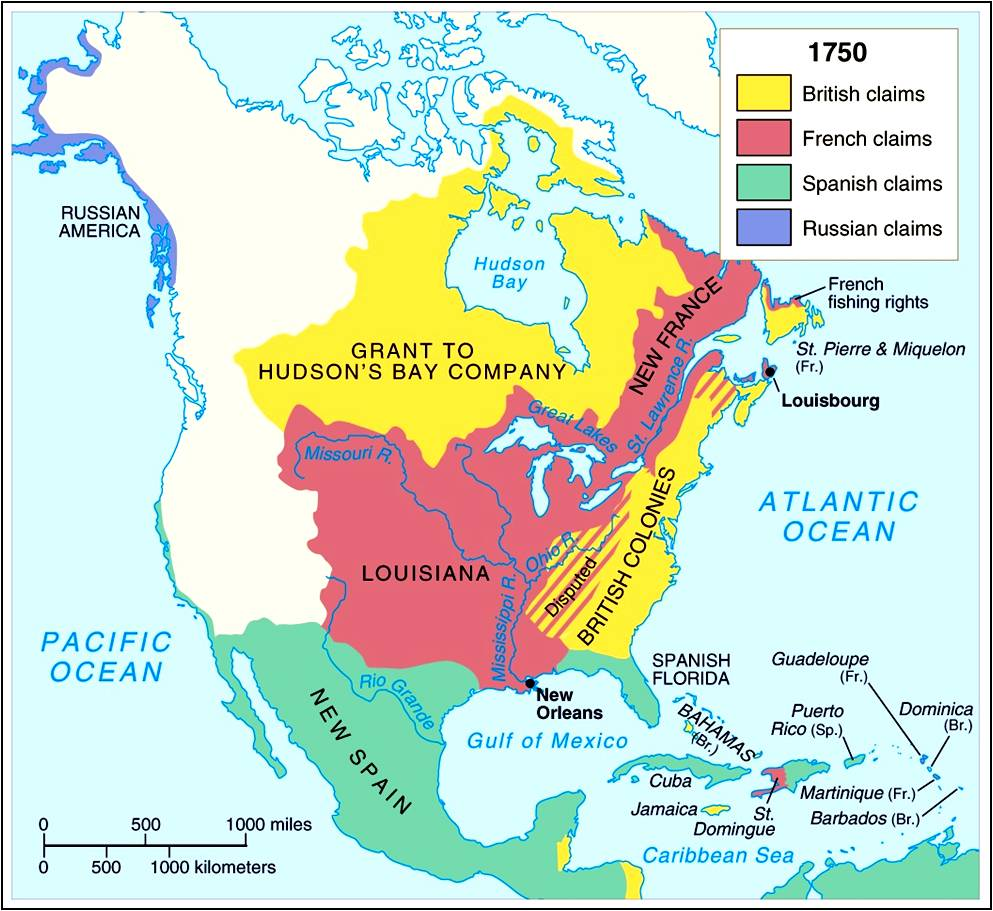 1750
British claims
French claims
Spanish claims
Russian claims
RUSSIAN
AMERICA
Hudson
Bay
French
fishing rights
NEW FRANCE
GRANT TO
HUDSON'S BAY COMPANY
St. Pierre & Miquelon
(Fr.)
Louisbourg
St. Lawrence R.
Great Lakes
Missouri R.
ATLANTIC
OCEAN
BRITISH COLONIES
Ohio R.
Disputed
LOUISIANA
Mississippi R.
PACIFIC
OCEAN
SPANISH
FLORIDA
Guadeloupe
(Fr.)
Rio Grande
New
Orleans
NEW SPAIN
Gulf of Mexico
BAHAMAS
(Br.)
Puerto
Rico (Sp.)
Dominica
(Br.)
Cuba
Martinique (Fr.)
Jamaica
St.
Domingue
Barbados (Br.)
Caribbean Sea
0 500 1000 miles
0 500 1000 kilometers